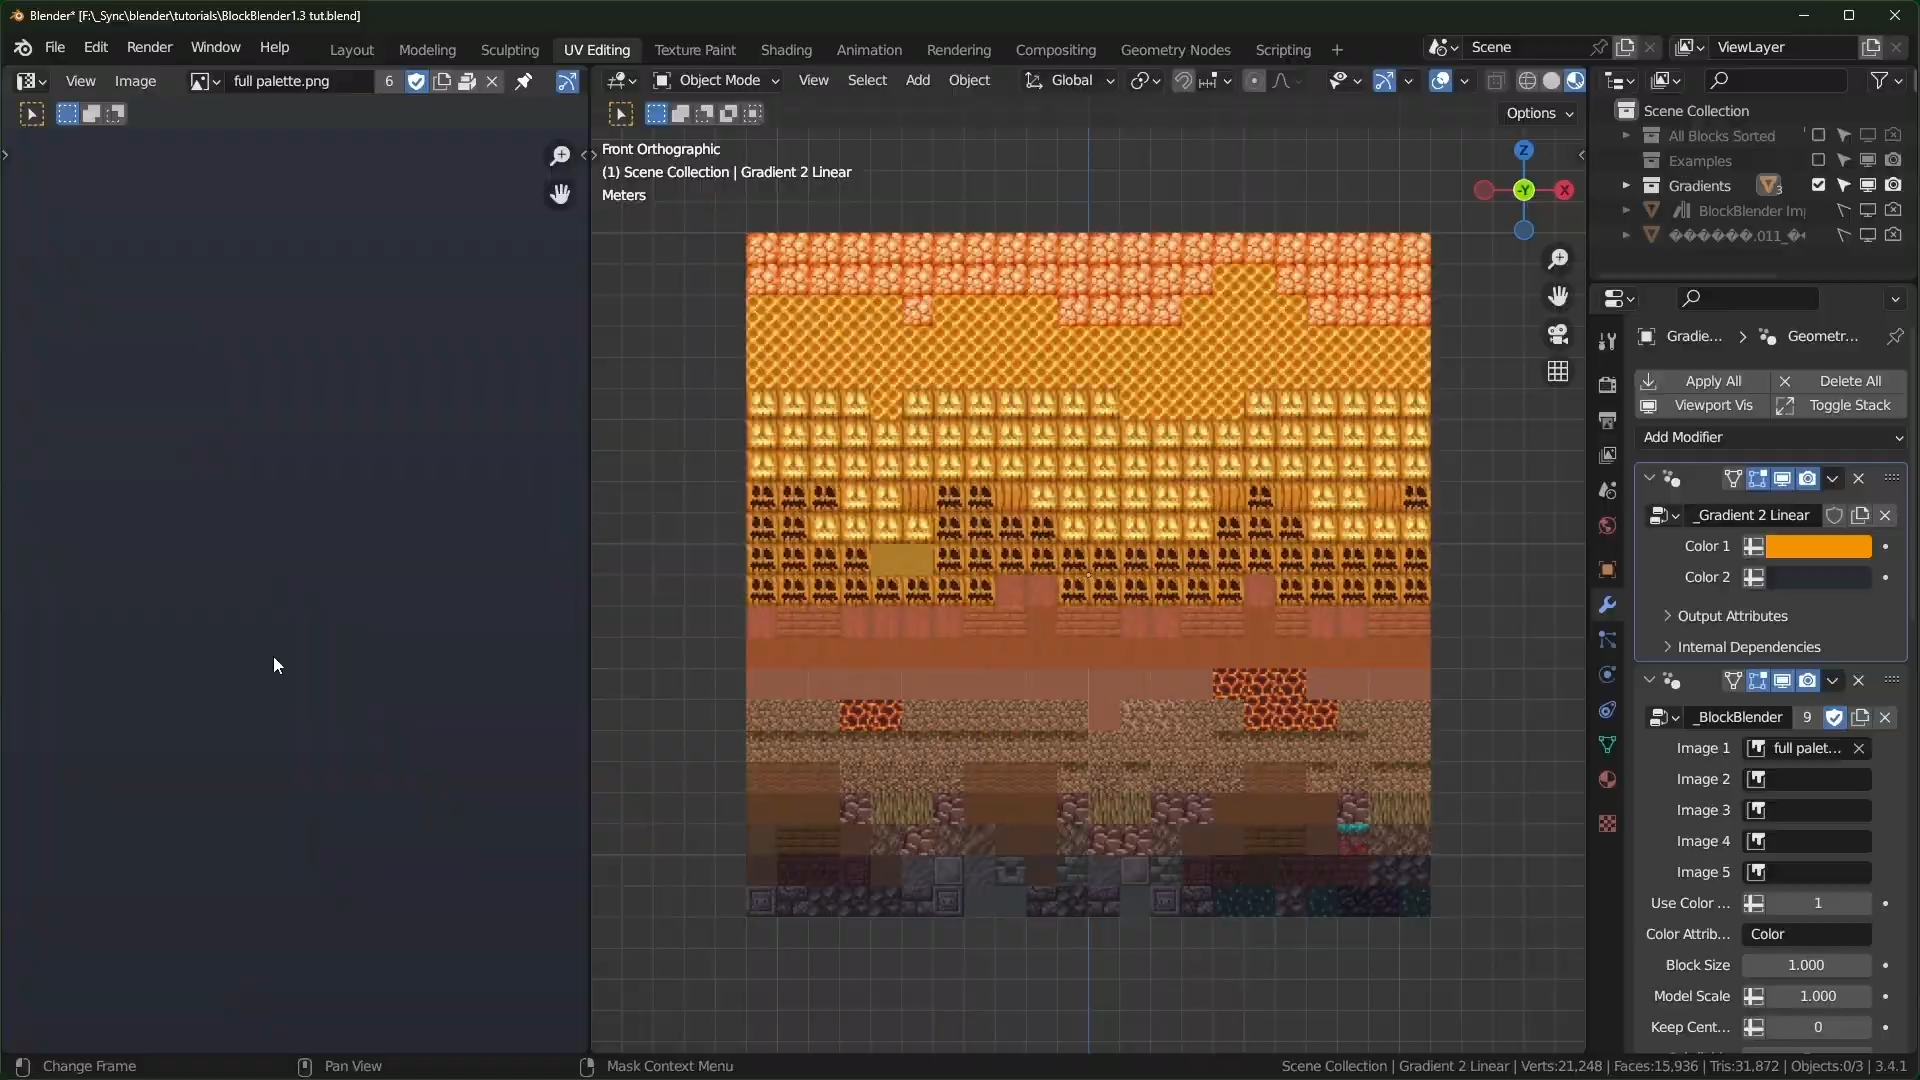 Blender* [F:\_Sync\blender\tutorials\BlockBlender1.3 tut.blend]
File Edit Render Window Help Layout Modeling Sculpting UV Editing Texture Paint Shading Animation Rendering Compositing Geometry Nodes Scripting + Scene ViewLayer
View Image full palette.png 6 Object Mode View Select Add Object Global
Options
Front Orthographic
(1) Scene Collection | Gradient 2 Linear
Meters
Z
-Y X
Scene Collection
All Blocks Sorted
Examples
Gradients 3
BlockBlender Im
������.011_�
Gradie... > Geometr...
Apply All Delete All
Viewport Vis Toggle Stack
Add Modifier
_Gradient 2 Linear
Color 1
Color 2
Output Attributes
Internal Dependencies
_BlockBlender 9
Image 1 full palet...
Image 2
Image 3
Image 4
Image 5
Use Color ... 1
Color Attrib... Color
Block Size 1.000
Model Scale 1.000
Keep Cent... 0
Change Frame Pan View Mask Context Menu Scene Collection | Gradient 2 Linear | Verts:21,248 | Faces:15,936 | Tris:31,872 | Objects:0/3 | 3.4.1